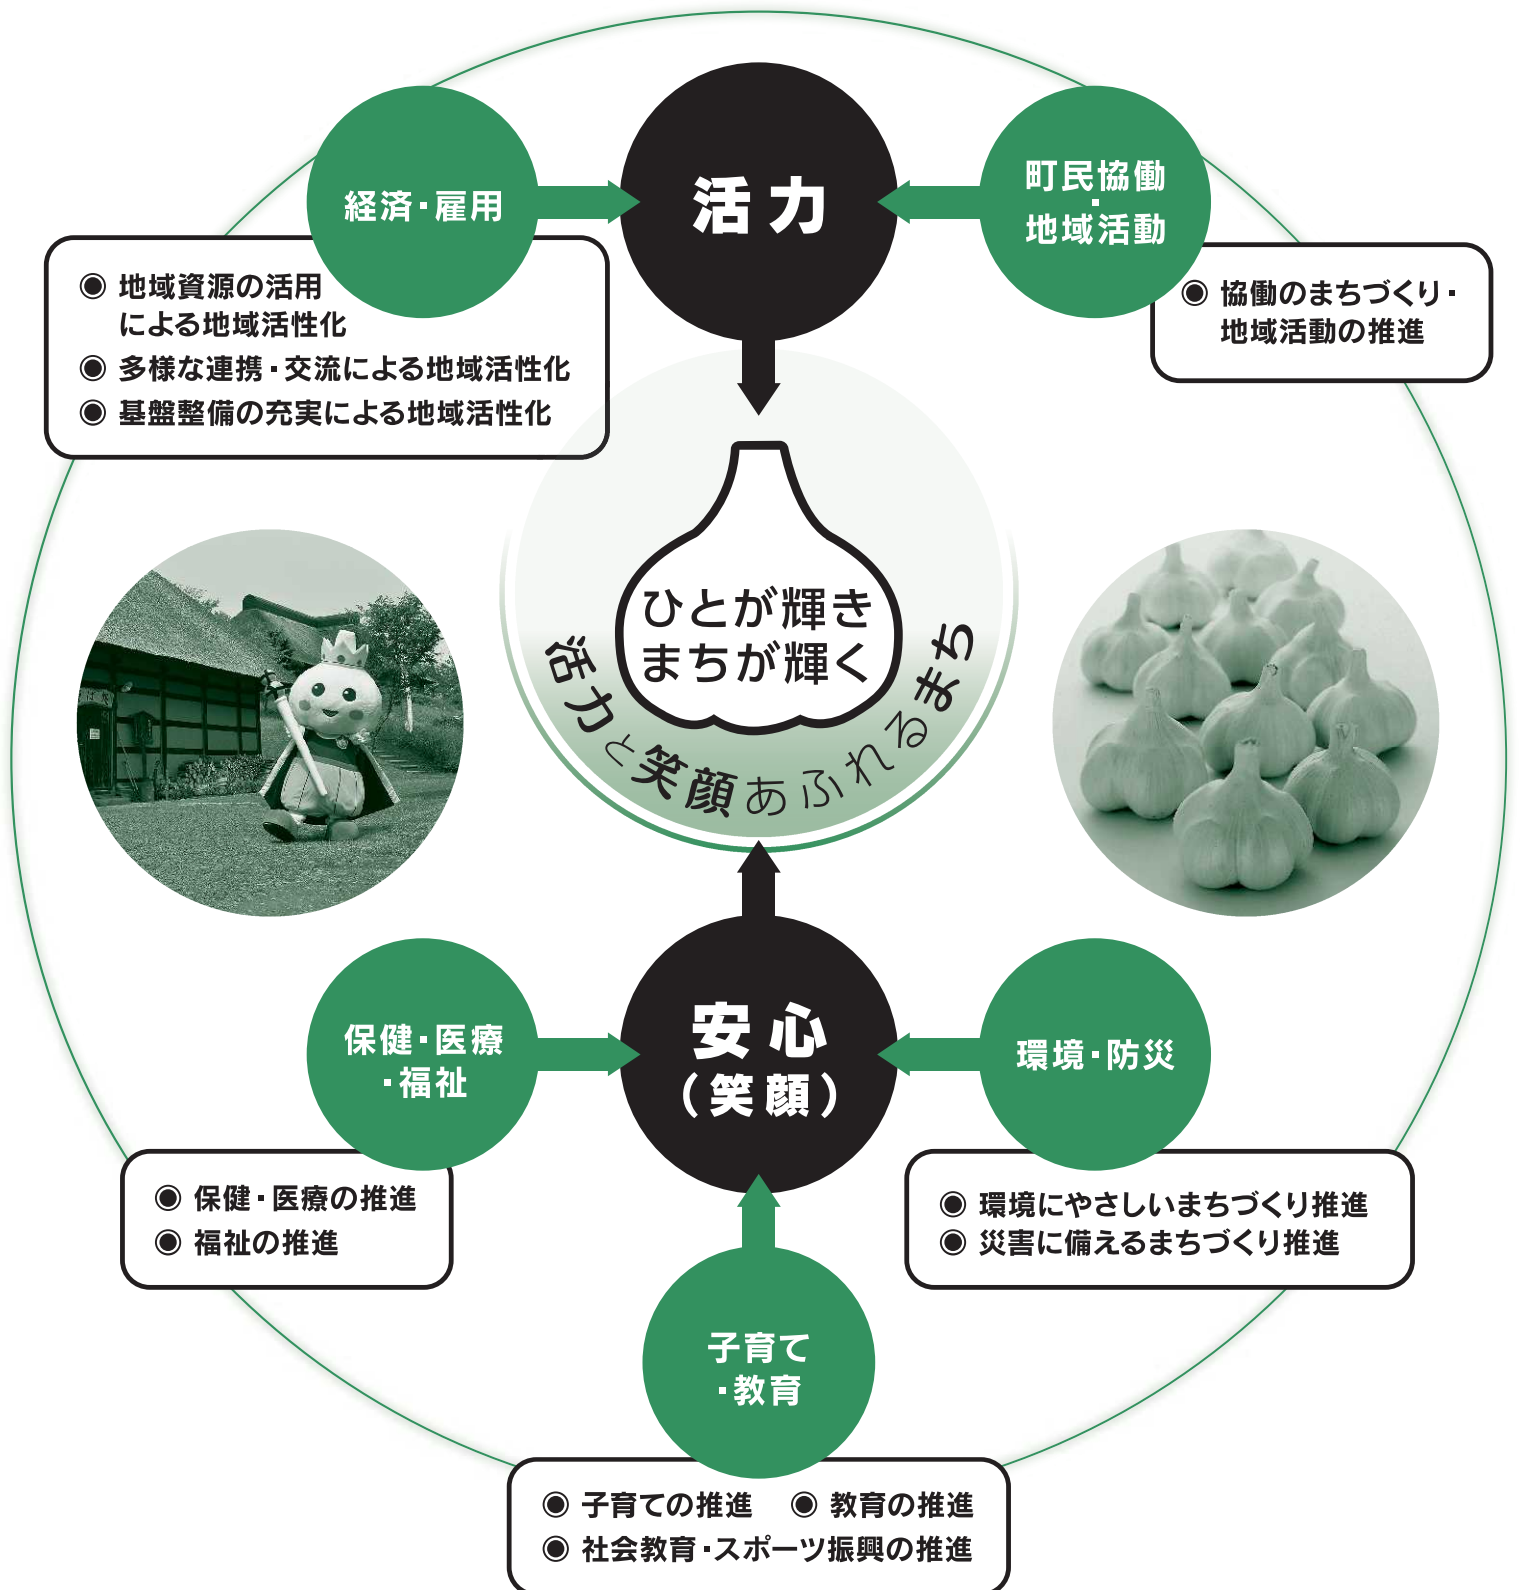 経済・雇用
活力
町民協働
・
地域活動
◉ 地域資源の活用
による地域活性化
◉ 多様な連携・交流による地域活性化
◉ 基盤整備の充実による地域活性化
◉ 協働のまちづくり・
地域活動の推進
ひとが輝き
まちが輝く
活力と笑顔あふれるまち
保健・医療
・福祉
安心
（笑顔）
環境・防災
◉ 保健・医療の推進
◉ 福祉の推進
◉ 環境にやさしいまちづくり推進
◉ 災害に備えるまちづくり推進
子育て
・教育
◉ 子育ての推進 ◉ 教育の推進
◉ 社会教育・スポーツ振興の推進